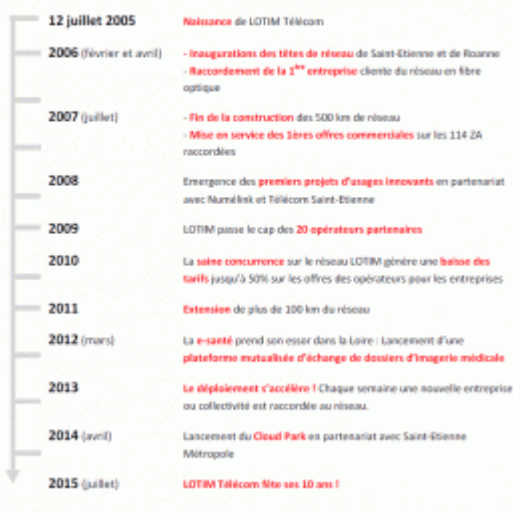 12 juillet 2005 Naissance de LOTIM Télécom
2006 (février et avril) - Inaugurations des têtes de réseau de Saint-Etienne et de Roanne
- Raccordement de la 1ère entreprise cliente du réseau en fibre
optique
2007 (juillet) - Fin de la construction des 500 km de réseau
- Mise en service des 1ères offres commerciales sur les 114 ZA
raccordées
2008 Emergence des premiers projets d'usages innovants en partenariat
avec Numélink et Télécom Saint-Etienne
2009 LOTIM passe le cap des 20 opérateurs partenaires
2010 La saine concurrence sur le réseau LOTIM génère une baisse des
tarifs jusqu'à 50% sur les offres des opérateurs pour les entreprises
2011 Extension de plus de 100 km du réseau
2012 (mars) La e-santé prend son essor dans la Loire : Lancement d'une
plateforme mutualisée d'échange de dossiers d'imagerie médicale
2013 Le déploiement s'accélère ! Chaque semaine une nouvelle entreprise
ou collectivité est raccordée au réseau.
2014 (avril) Lancement du Cloud Park en partenariat avec Saint-Etienne
Métropole
2015 (juillet) LOTIM Télécom fête ses 10 ans !